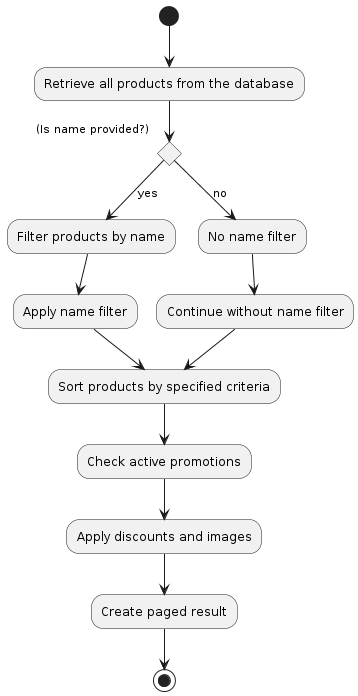 Retrieve all products from the database
(Is name provided?)
yes
no
Filter products by name
No name filter
Apply name filter
Continue without name filter
Sort products by specified criteria
Check active promotions
Apply discounts and images
Create paged result